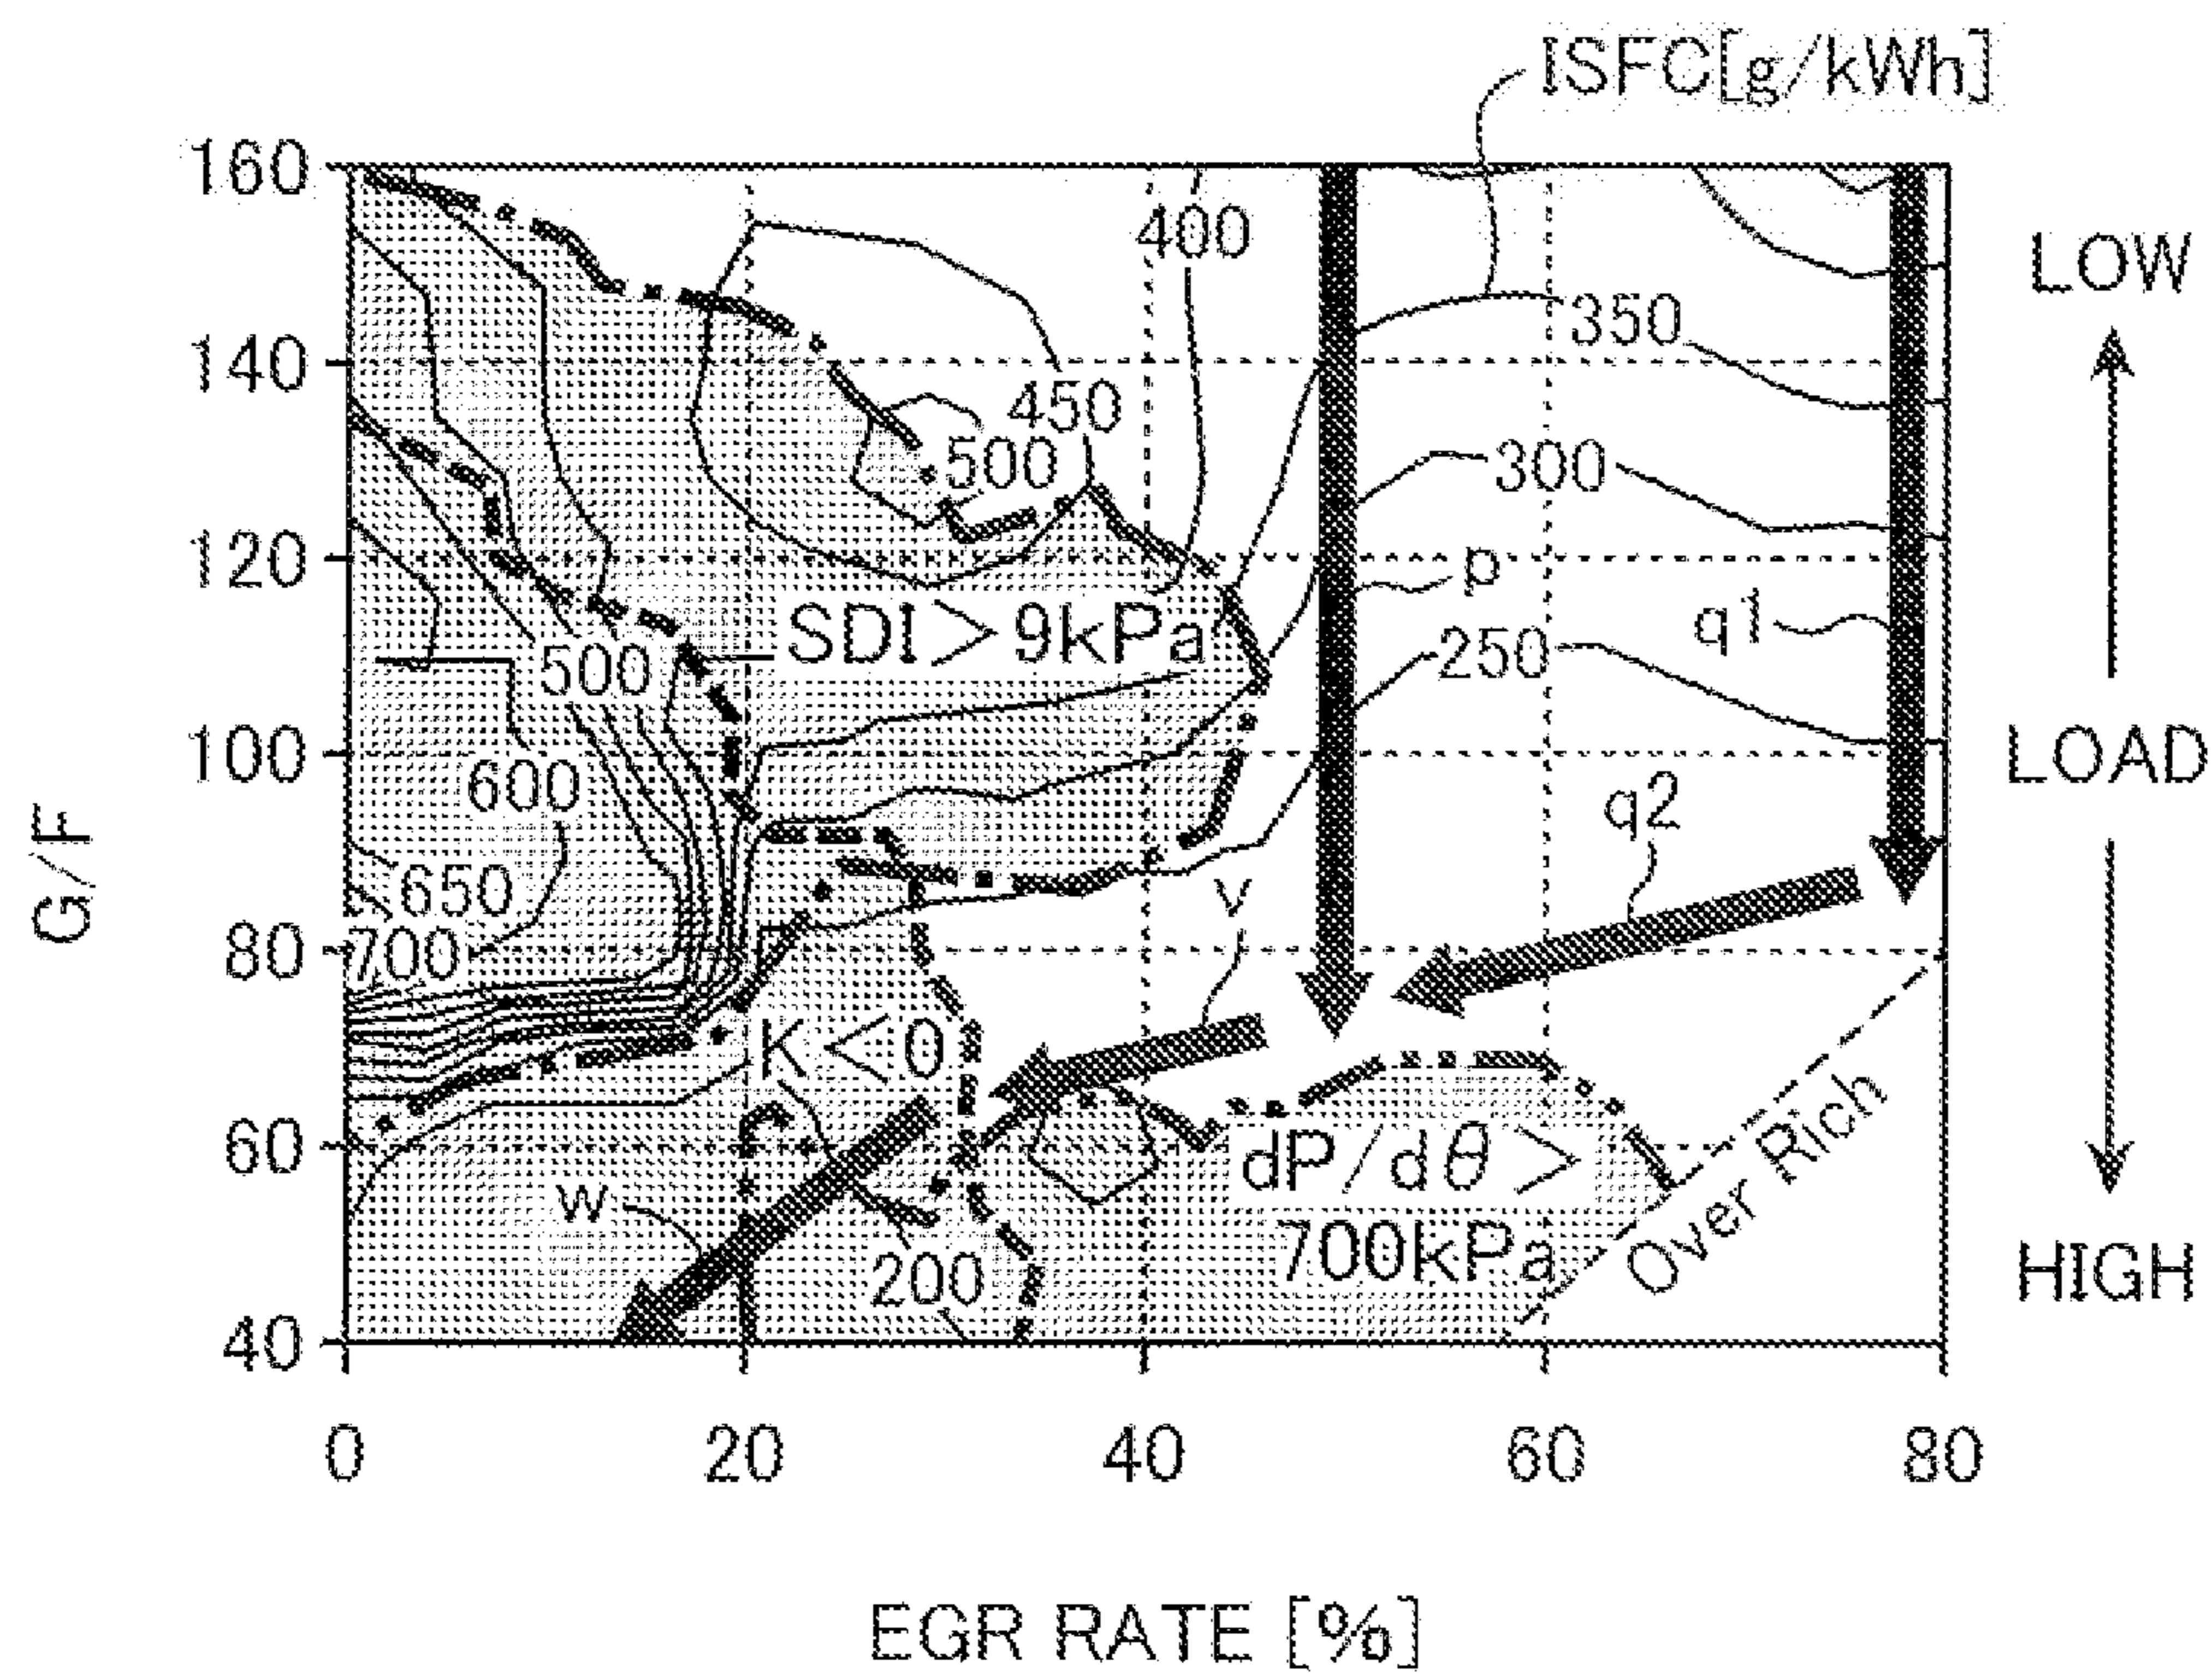 ISFC[g/kWh]
160
140
120
100
80
60
40
G/F
400
350
450
500
300
SDI＞9kPa
p
q1
250
500
600
q2
650
700
v
K＜0
w
dP/dθ＞
700kPa
200
Over Rich
LOW
LOAD
HIGH
0
20
40
60
80
EGR RATE [%]